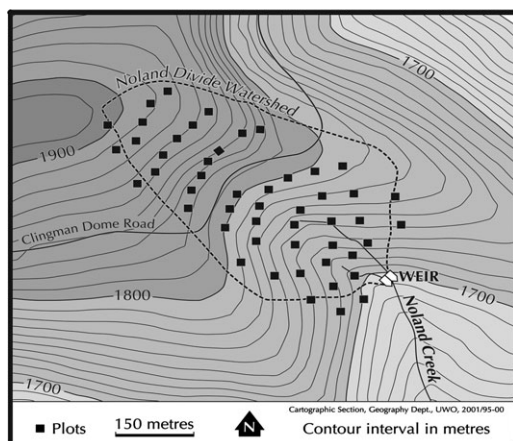 1700
Noland Divide Watershed
1900
Clingman Dome Road
WEIR
1800
1700
Noland Creek
1700
Cartographic Section, Geography Dept., UWO, 2001/95-00
Plots
150 metres
N
Contour interval in metres